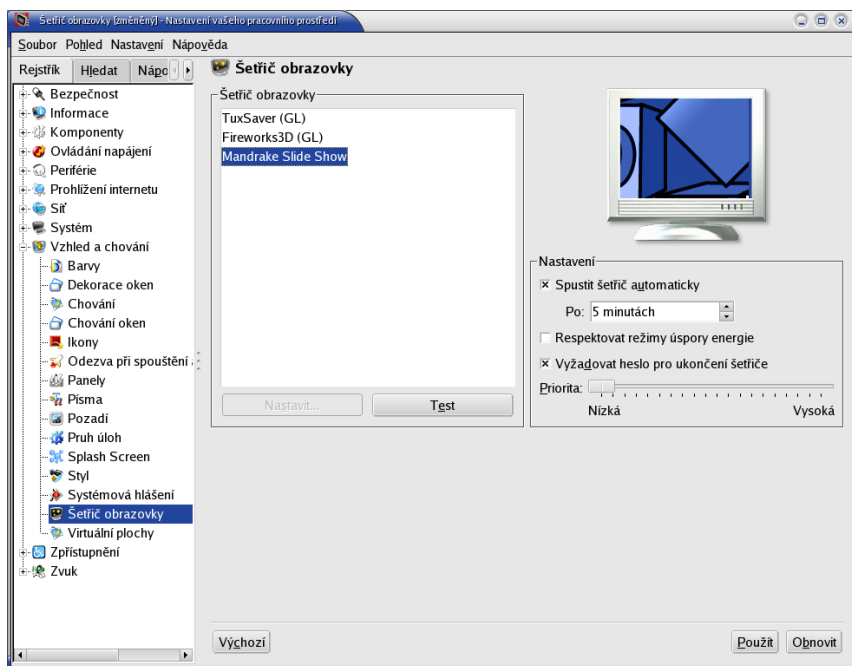 Šetřič obrazovky [změněný] - Nastavení vašeho pracovního prostředí
Soubor Pohled Nastavení Nápověda
Rejstřík Hledat
Bezpečnost
Informace
Komponenty
Ovládání napájení
Periférie
Prohlížení internetu
Síť
Systém
Vzhled a chování
Barvy
Dekorace oken
Chování
Chování oken
Ikony
Odezva při spouštění
Panely
Písma
Pozadí
Pruh úloh
Splash Screen
Styl
Systémová hlášení
Šetřič obrazovky
Virtuální plochy
Zpřístupnění
Zvuk
Šetřič obrazovky
Šetřič obrazovky
TuxSaver (GL)
Fireworks3D (GL)
Mandrake Slide Show
Nastavit...
Test
Nastavení
Spustit šetřič automaticky
Po: 5 minutách
Respektovat režimy úspory energie
Vyžadovat heslo pro ukončení šetřiče
Priorita:
Nízká Vysoká
Výchozí
Použít Obnovit